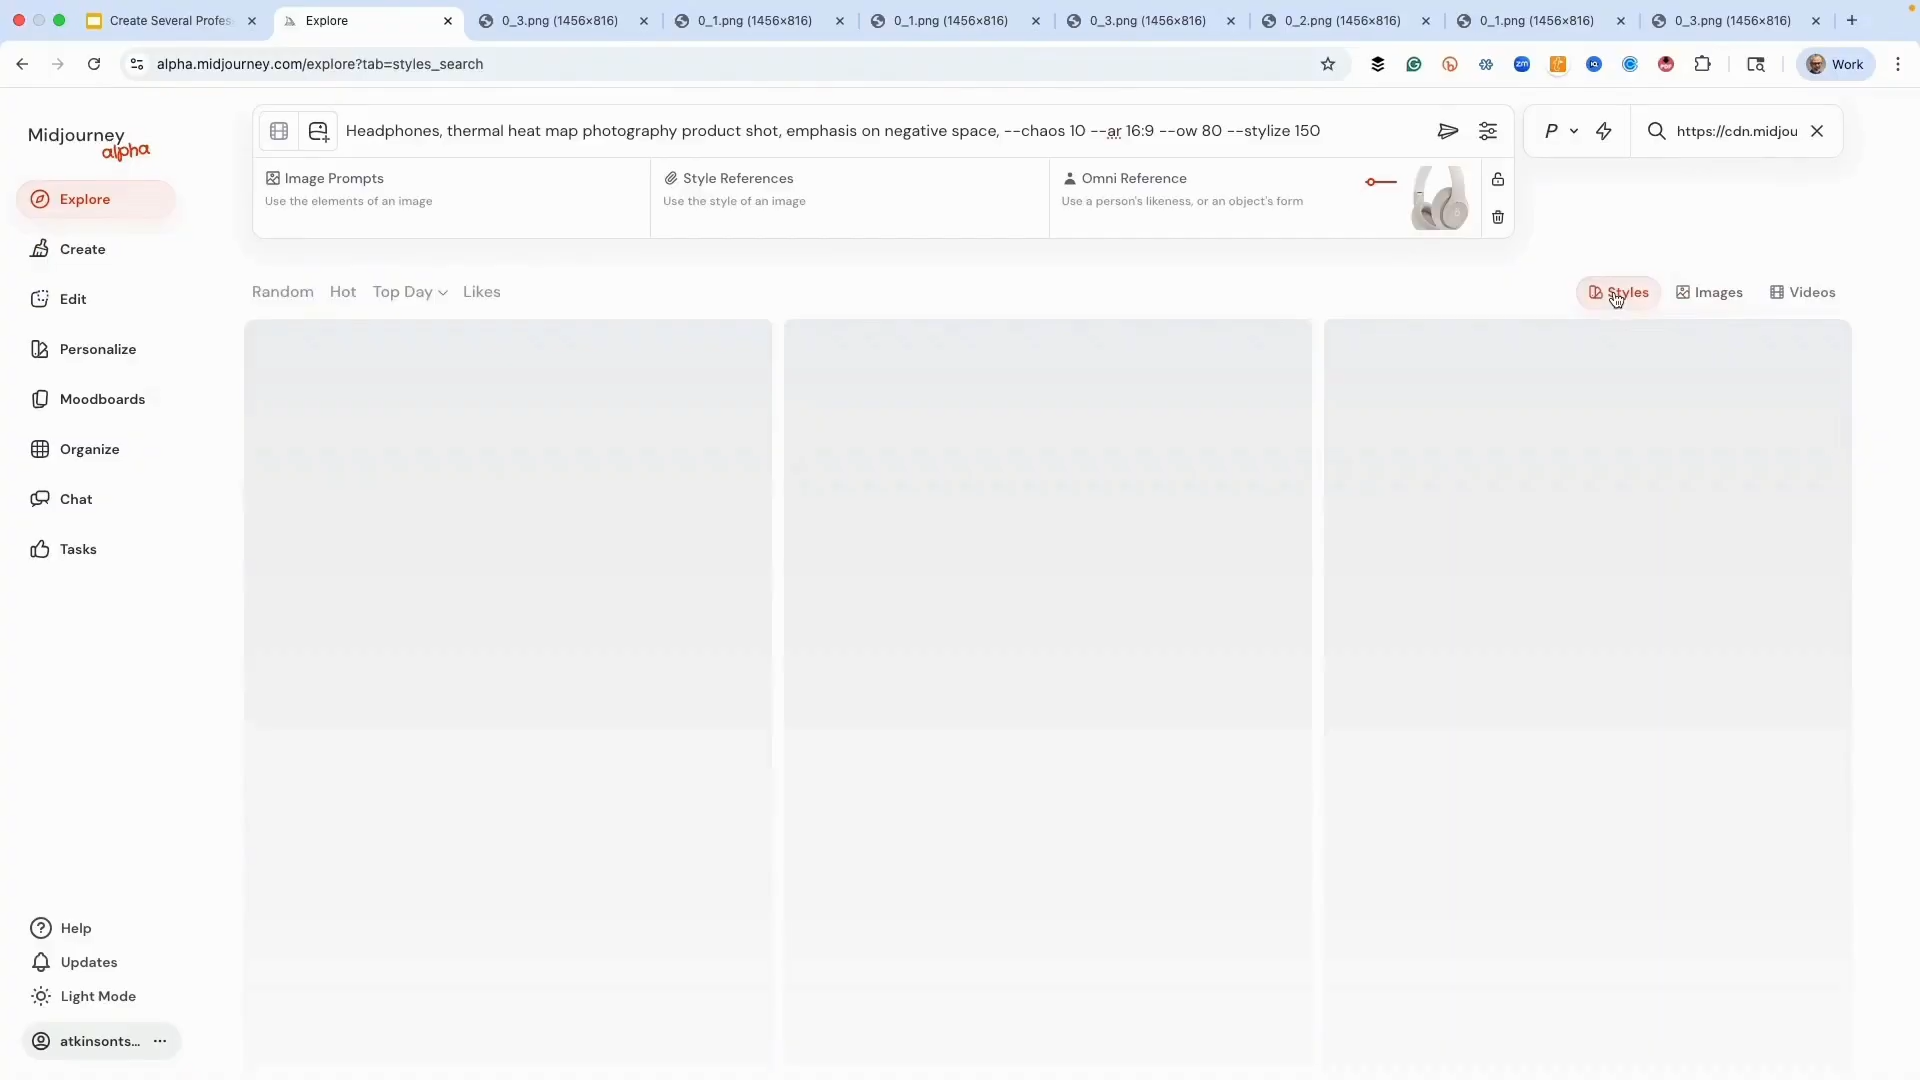 Create Several Profes
Explore
0_3.png (1456×816)
0_1.png (1456×816)
0_1.png (1456×816)
0_3.png (1456×816)
0_2.png (1456×816)
0_1.png (1456×816)
0_3.png (1456×816)
alpha.midjourney.com/explore?tab=styles_search
Work
Midjourney
alpha
Headphones, thermal heat map photography product shot, emphasis on negative space, --chaos 10 --ar 16:9 --ow 80 --stylize 150
P
https://cdn.midjou
Image Prompts
Use the elements of an image
Style References
Use the style of an image
Omni Reference
Use a person's likeness, or an object's form
Explore
Create
Edit
Personalize
Moodboards
Organize
Chat
Tasks
Random Hot Top Day Likes
Styles
Images
Videos
Help
Updates
Light Mode
atkinsonts...